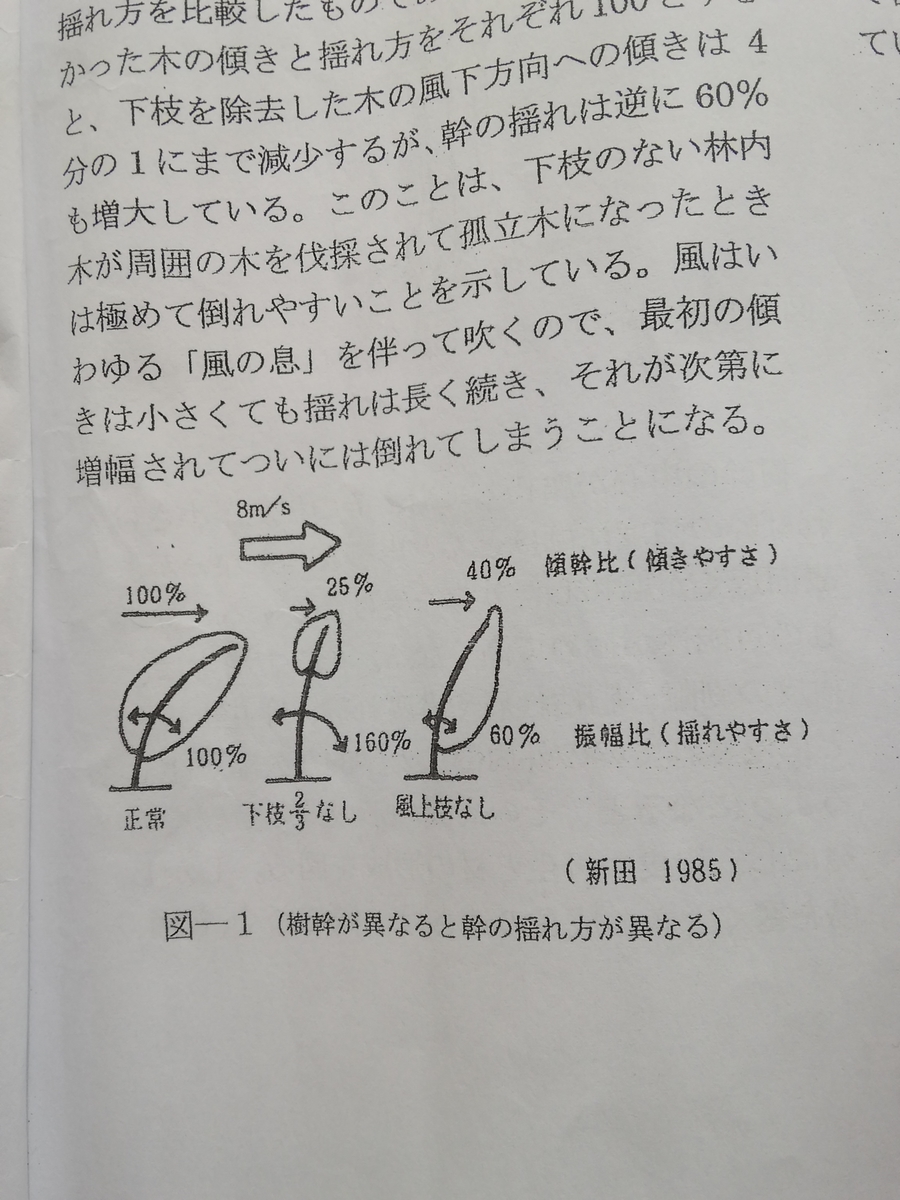 揺れ方を比較したもので
かった木の傾きと揺れ方をそれぞれ100とする
と、下枝を除去した木の風下方向への傾きは 4
分の 1 にまで減少するが、幹の揺れは逆に 60%
も増大している。このことは、下枝のない林内
木が周囲の木を伐採されて孤立木になったとき
は極めて倒れやすいことを示している。風はい
わゆる「風の息」を伴って吹くので、最初の傾
きは小さくても揺れは長く続き、それが次第に
増幅されてついには倒れてしまうことになる。
8m/s
100%
25%
40%
傾幹比(傾きやすさ)
100%
160%
60%
振幅比(揺れやすさ)
正常
下枝2/3なし
風上枝なし
(新田 1985)
図―1 (樹幹が異なると幹の揺れ方が異なる)